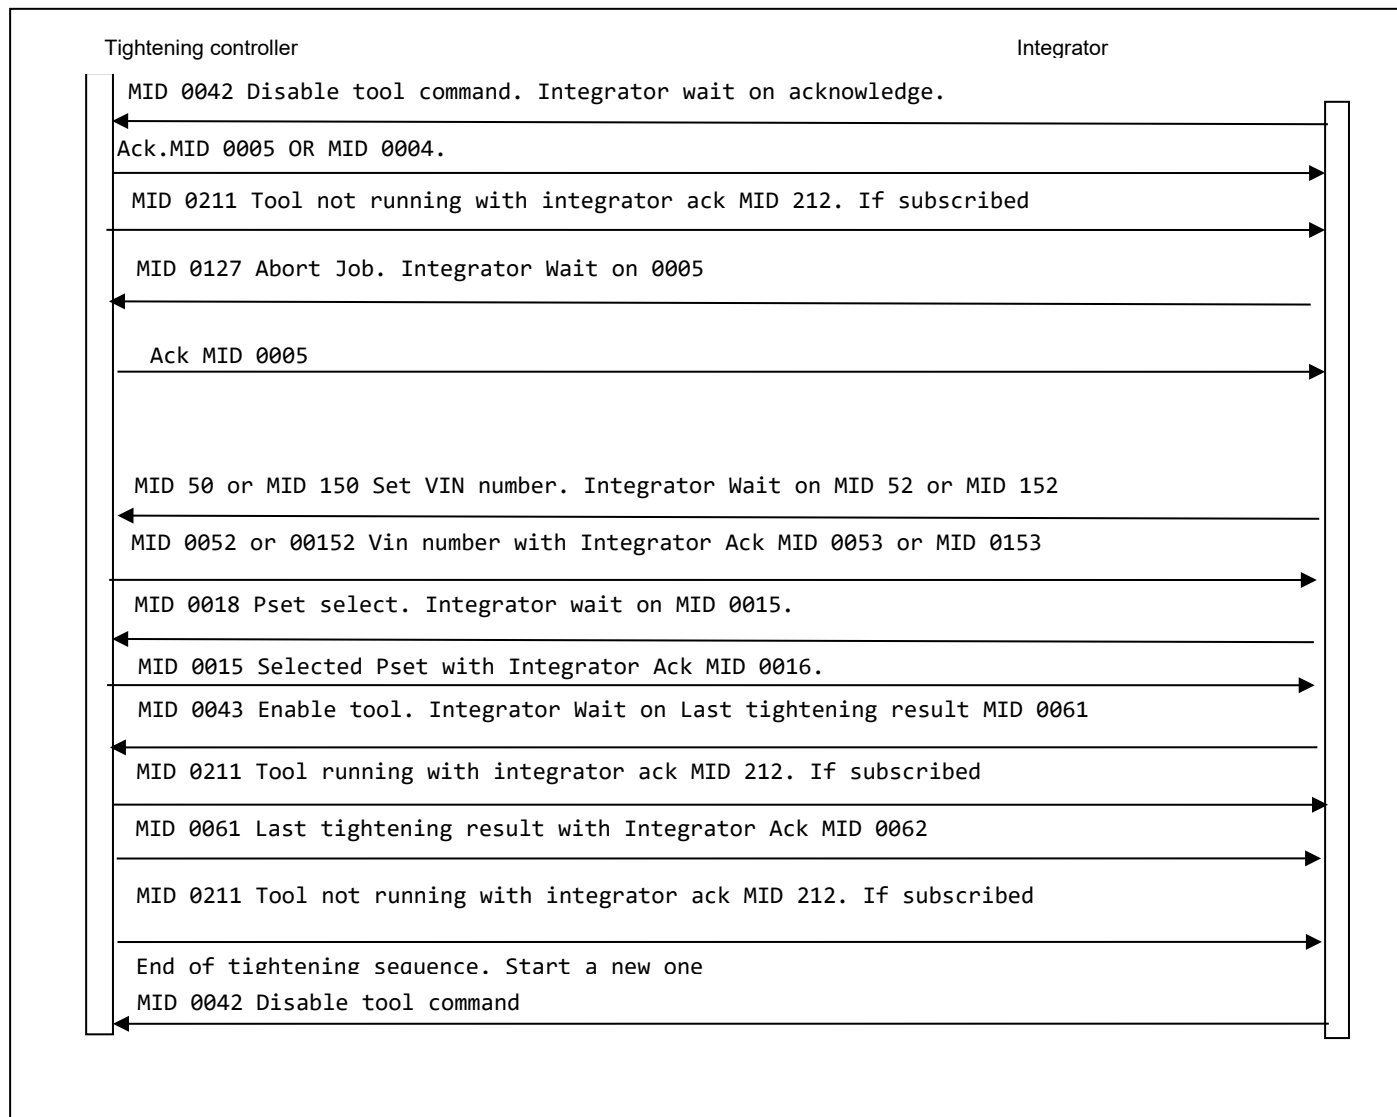 Tightening controller
Integrator
MID 0042 Disable tool command. Integrator wait on acknowledge.
Ack.MID 0005 OR MID 0004.
MID 0211 Tool not running with integrator ack MID 212. If subscribed
MID 0127 Abort Job. Integrator Wait on 0005
Ack MID 0005
MID 50 or MID 150 Set VIN number. Integrator Wait on MID 52 or MID 152
MID 0052 or 00152 Vin number with Integrator Ack MID 0053 or MID 0153
MID 0018 Pset select. Integrator wait on MID 0015.
MID 0015 Selected Pset with Integrator Ack MID 0016.
MID 0043 Enable tool. Integrator Wait on Last tightening result MID 0061
MID 0211 Tool running with integrator ack MID 212. If subscribed
MID 0061 Last tightening result with Integrator Ack MID 0062
MID 0211 Tool not running with integrator ack MID 212. If subscribed
End of tightening sequence. Start a new one
MID 0042 Disable tool command